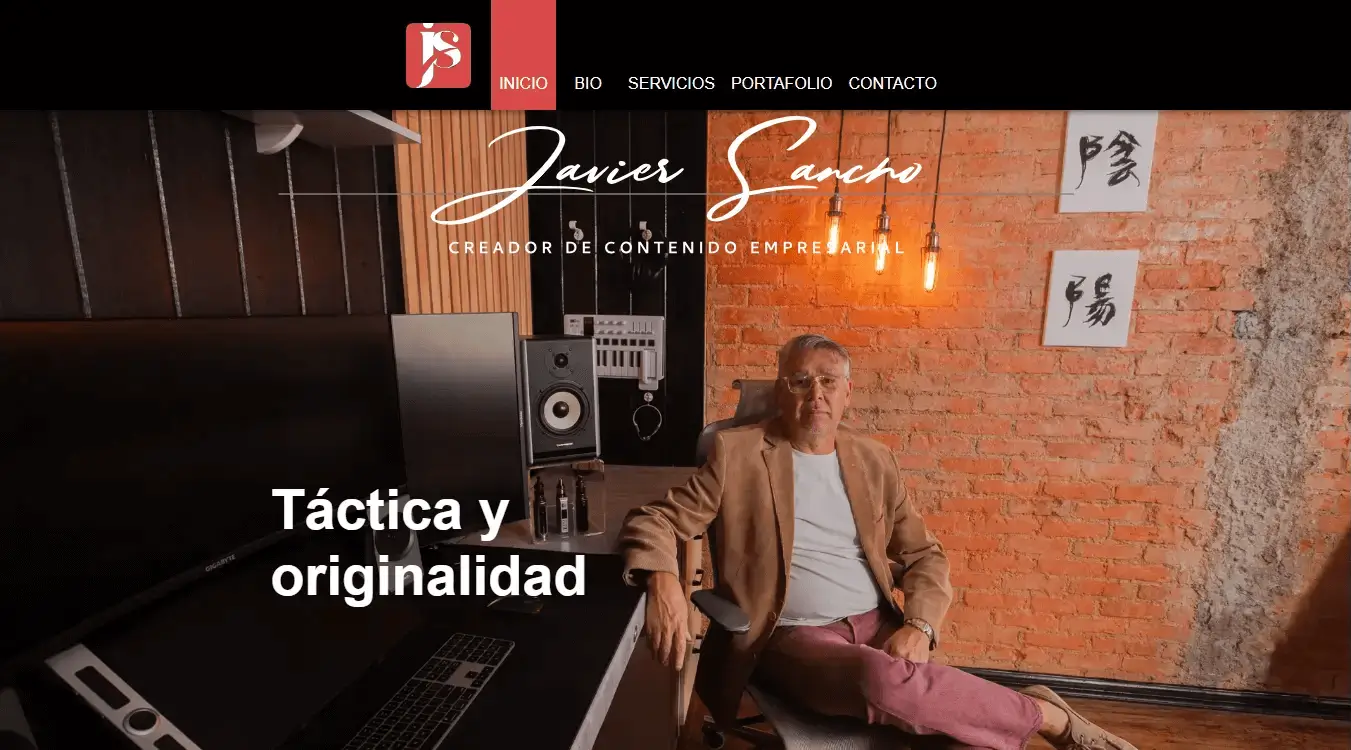 js
INICIO BIO SERVICIOS PORTAFOLIO CONTACTO
Javier Sancho
CREADOR DE CONTENIDO EMPRESARIAL
陰
陽
Táctica y
originalidad
GIGABYTE